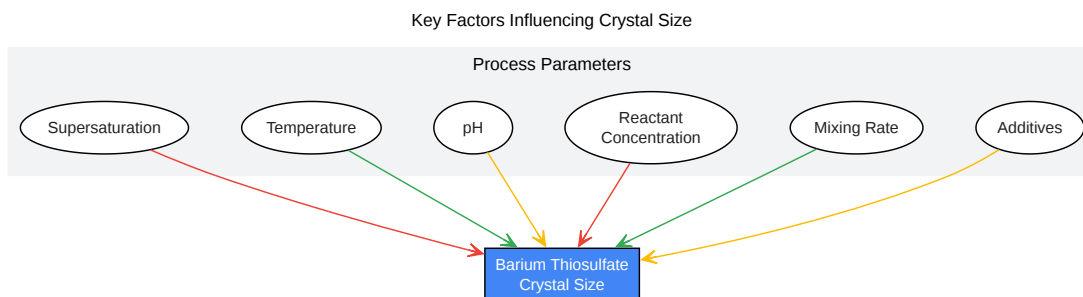 Key Factors Influencing Crystal Size
Process Parameters
Supersaturation
Temperature
pH
Reactant
Concentration
Mixing Rate
Additives
Barium Thiosulfate
Crystal Size